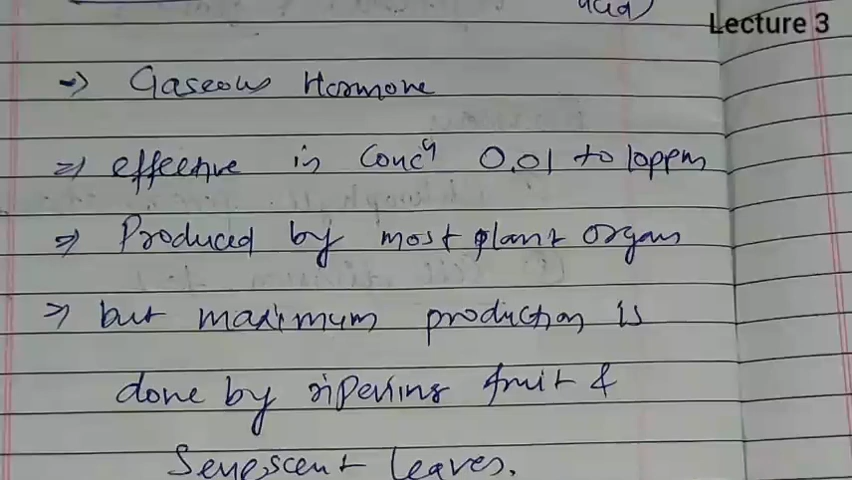 acid)
Lecture 3
→ Gaseous Hormone
⇒ effective in Concⁿ 0.01 to 10ppm
⇒ Produced by most plant organs
⇒ but maximum production is
done by ripening fruit &
Senescent leaves.